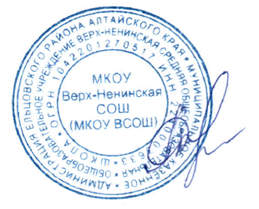 АДМИНИСТРАЦИЯ ЕЛЬЦОВСКОГО РАЙОНА АЛТАЙСКОГО КРАЯ * МУНИЦИПАЛЬНОЕ КАЗЕННОЕ
ОБЩЕОБРАЗОВАТЕЛЬНОЕ УЧРЕЖДЕНИЕ ВЕРХ-НЕНИНСКАЯ СРЕДНЯЯ ОБЩЕОБРАЗОВАТЕЛЬНАЯ ШКОЛА
ОГРН 1042201270517 ИНН
МКОУ
Верх-Ненинская
СОШ
(МКОУ ВСОШ)